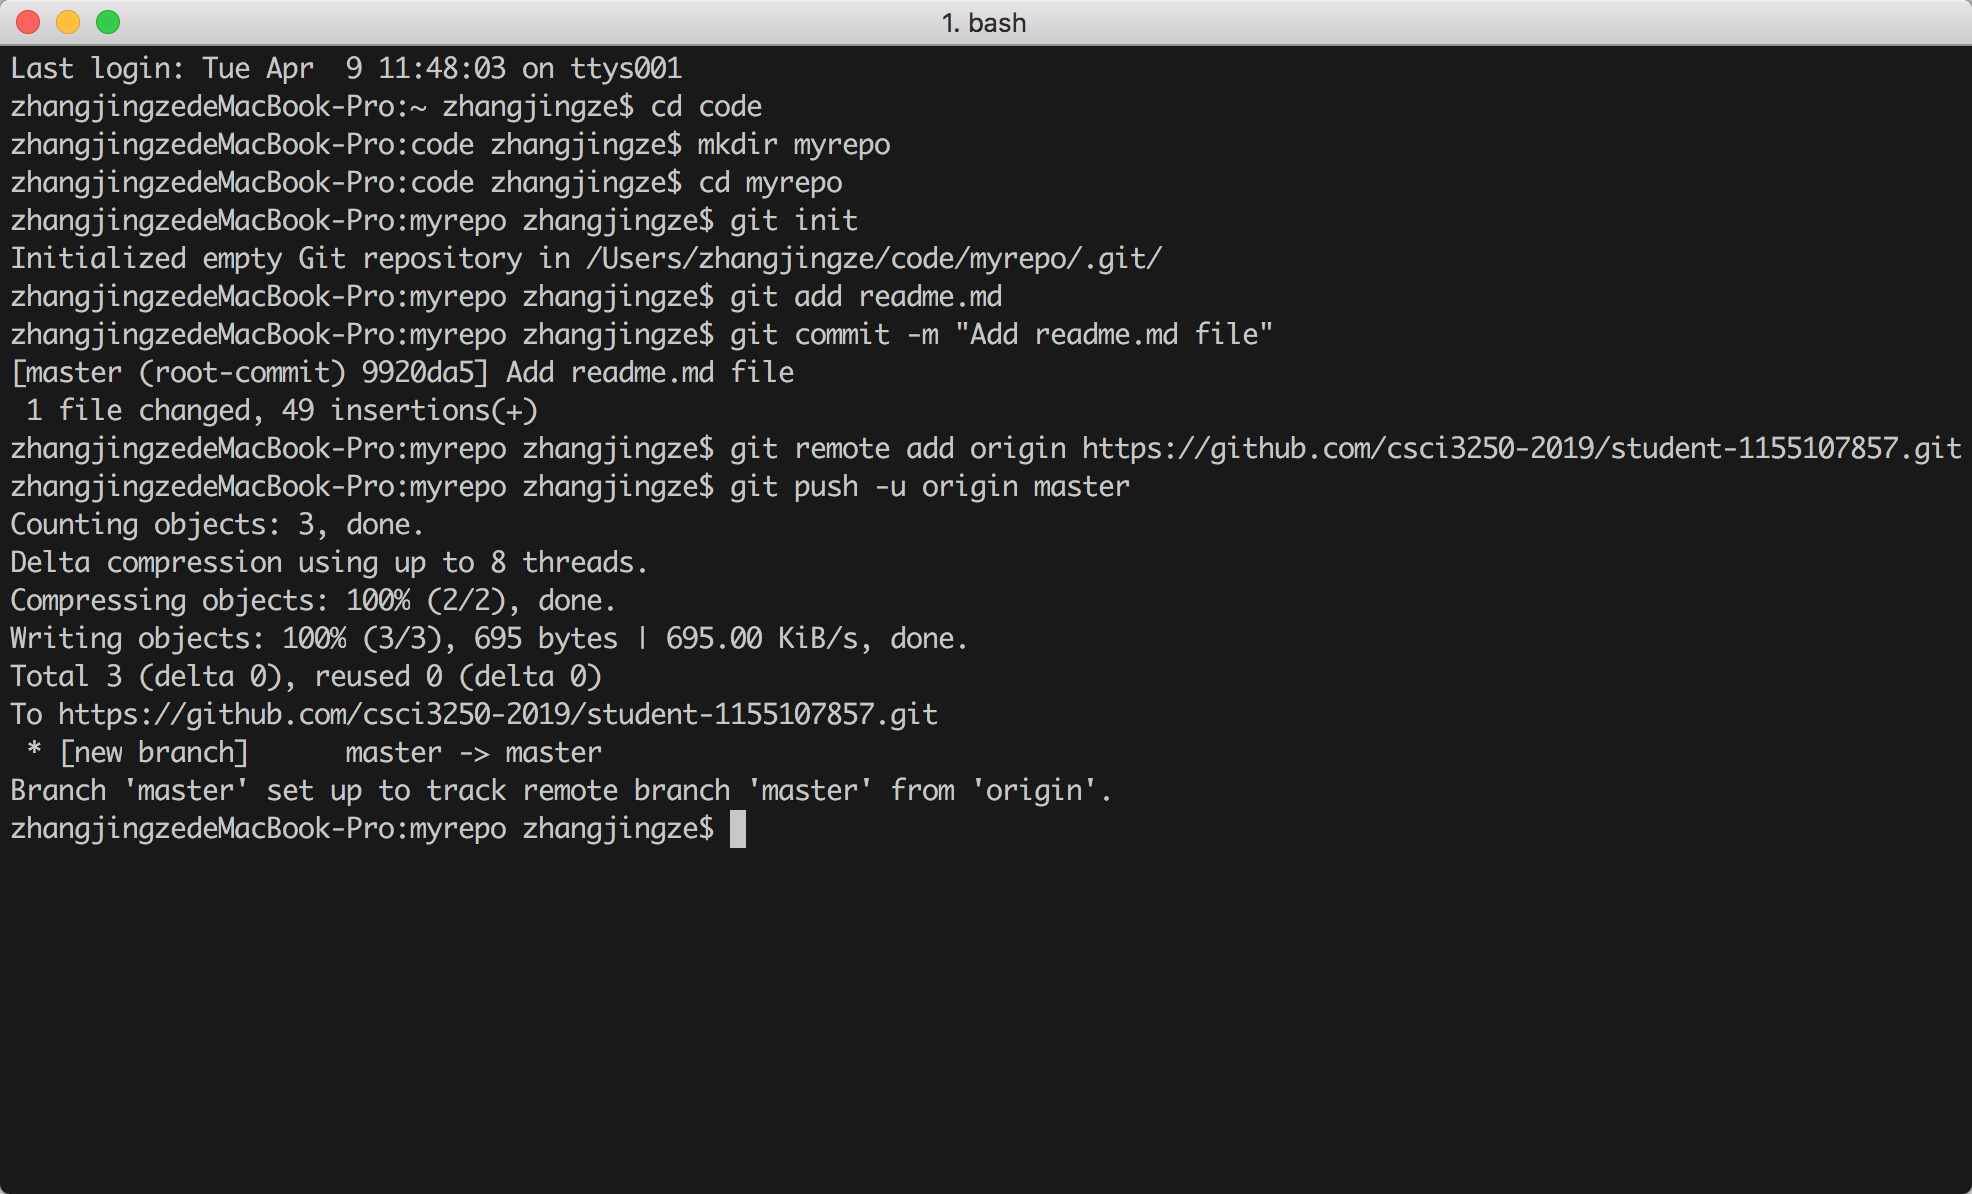 1. bash
Last login: Tue Apr  9 11:48:03 on ttys001
zhangjingzedeMacBook-Pro:~ zhangjingze$ cd code
zhangjingzedeMacBook-Pro:code zhangjingze$ mkdir myrepo
zhangjingzedeMacBook-Pro:code zhangjingze$ cd myrepo
zhangjingzedeMacBook-Pro:myrepo zhangjingze$ git init
Initialized empty Git repository in /Users/zhangjingze/code/myrepo/.git/
zhangjingzedeMacBook-Pro:myrepo zhangjingze$ git add readme.md
zhangjingzedeMacBook-Pro:myrepo zhangjingze$ git commit -m "Add readme.md file"
[master (root-commit) 9920da5] Add readme.md file
 1 file changed, 49 insertions(+)
zhangjingzedeMacBook-Pro:myrepo zhangjingze$ git remote add origin https://github.com/csci3250-2019/student-1155107857.git
zhangjingzedeMacBook-Pro:myrepo zhangjingze$ git push -u origin master
Counting objects: 3, done.
Delta compression using up to 8 threads.
Compressing objects: 100% (2/2), done.
Writing objects: 100% (3/3), 695 bytes | 695.00 KiB/s, done.
Total 3 (delta 0), reused 0 (delta 0)
To https://github.com/csci3250-2019/student-1155107857.git
 * [new branch]      master -> master
Branch 'master' set up to track remote branch 'master' from 'origin'.
zhangjingzedeMacBook-Pro:myrepo zhangjingze$